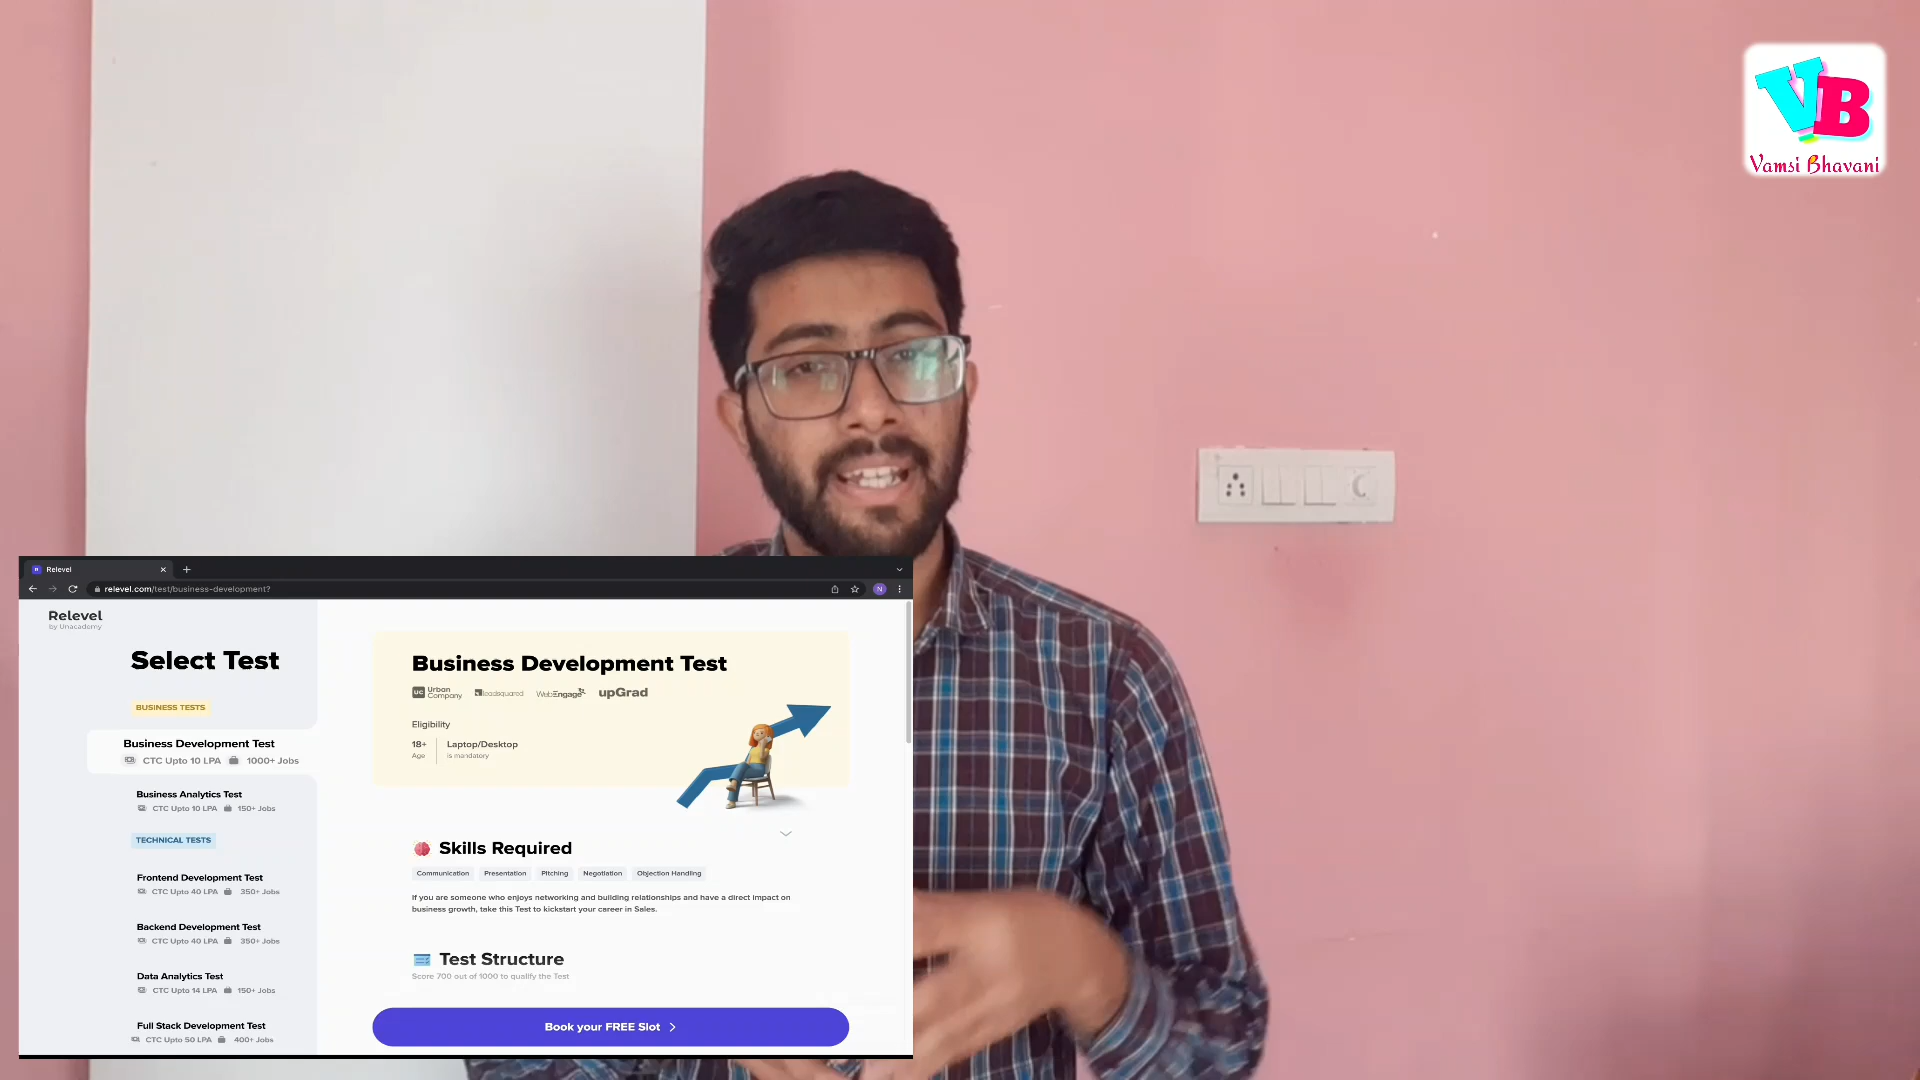 VB
Vamsi Bhavani
Relevel
relevel.com/test/business-development?
N
Relevel
by Unacademy
Select Test
BUSINESS TESTS
Business Development Test
CTC Upto 10 LPA 1000+ Jobs
Business Analytics Test
CTC Upto 10 LPA 150+ Jobs
TECHNICAL TESTS
Frontend Development Test
CTC Upto 40 LPA 350+ Jobs
Backend Development Test
CTC Upto 40 LPA 350+ Jobs
Data Analytics Test
CTC Upto 14 LPA 150+ Jobs
Full Stack Development Test
CTC Upto 50 LPA 400+ Jobs
Business Development Test
UC Urban Company leadsquared WebEngage upGrad
Eligibility
18+ Laptop/Desktop
Age is mandatory
Skills Required
Communication Presentation Pitching Negotiation Objection Handling
If you are someone who enjoys networking and building relationships and have a direct impact on
business growth, take this Test to kickstart your career in Sales.
Test Structure
Score 700 out of 1000 to qualify the Test
Book your FREE Slot